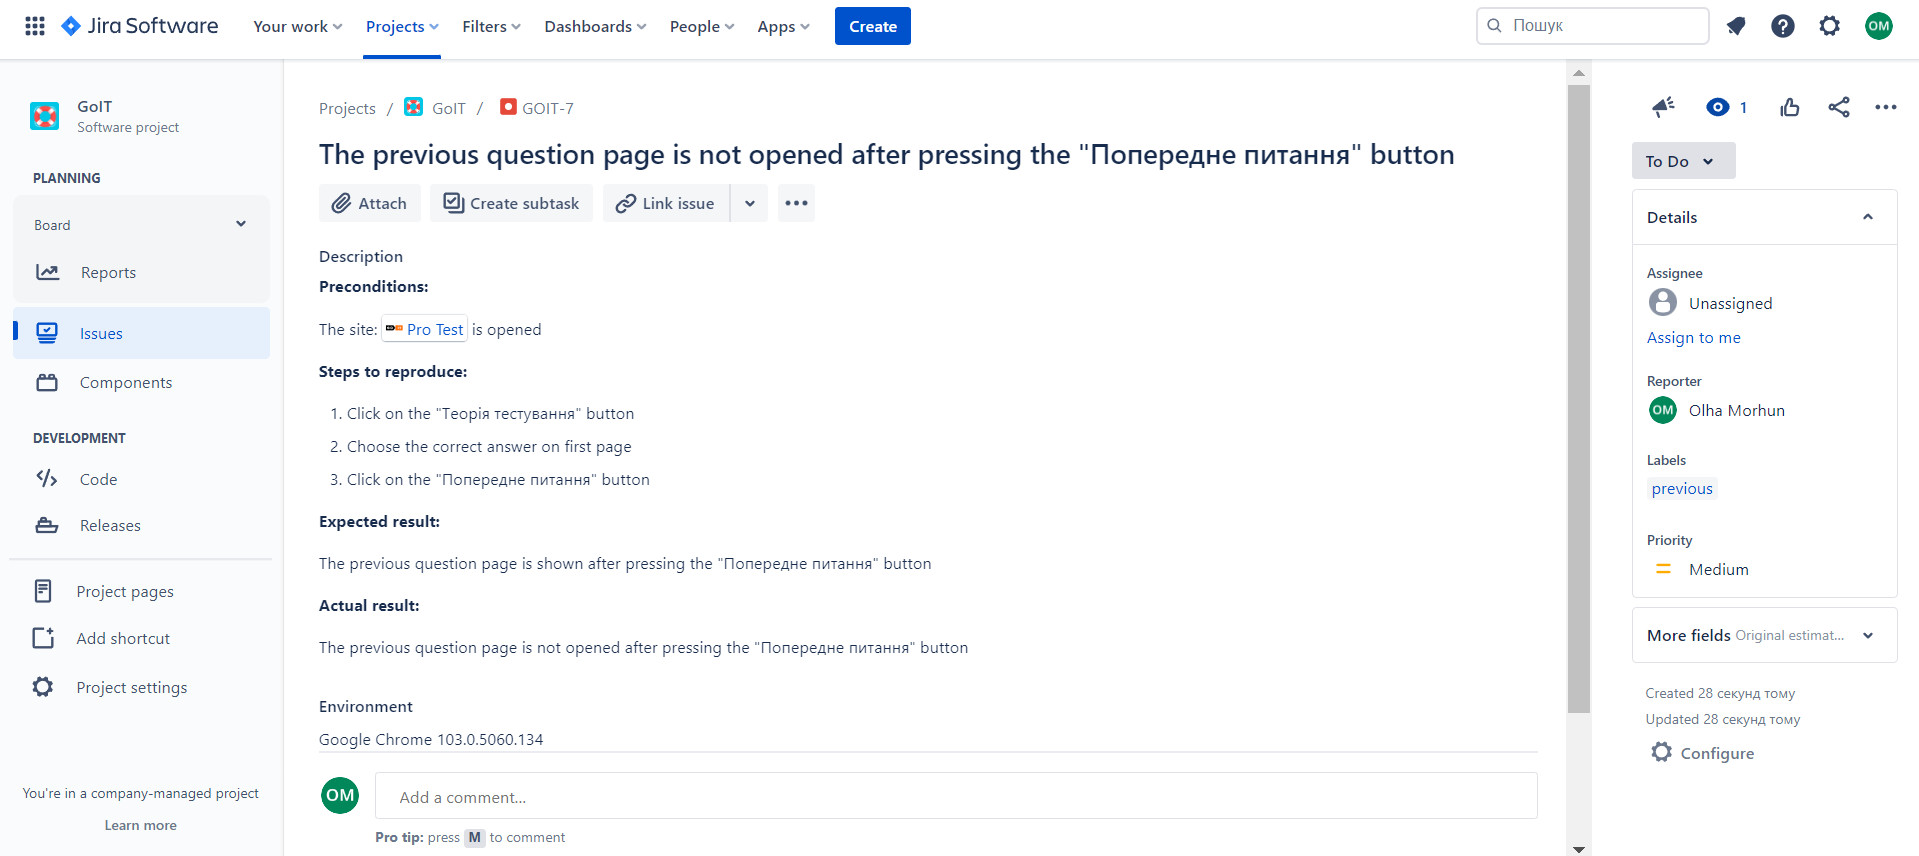 Jira Software
Your work
Projects
Filters
Dashboards
People
Apps
Create
Пошук
OM
GoIT
Software project
PLANNING
Board
Reports
Issues
Components
DEVELOPMENT
Code
Releases
Project pages
Add shortcut
Project settings
You're in a company-managed project
Learn more
Projects / GoIT / GOIT-7
The previous question page is not opened after pressing the "Попереднє питання" button
Attach
Create subtask
Link issue
Description
Preconditions:
The site: Pro Test is opened
Steps to reproduce:
1. Click on the "Теорія тестування" button
2. Choose the correct answer on first page
3. Click on the "Попереднє питання" button
Expected result:
The previous question page is shown after pressing the "Попереднє питання" button
Actual result:
The previous question page is not opened after pressing the "Попереднє питання" button
Environment
Google Chrome 103.0.5060.134
OM
Add a comment...
Pro tip: press M to comment
1
To Do
Details
Assignee
Unassigned
Assign to me
Reporter
OM Olha Morhun
Labels
previous
Priority
Medium
More fields Original estimat...
Created 28 секунд тому
Updated 28 секунд тому
Configure